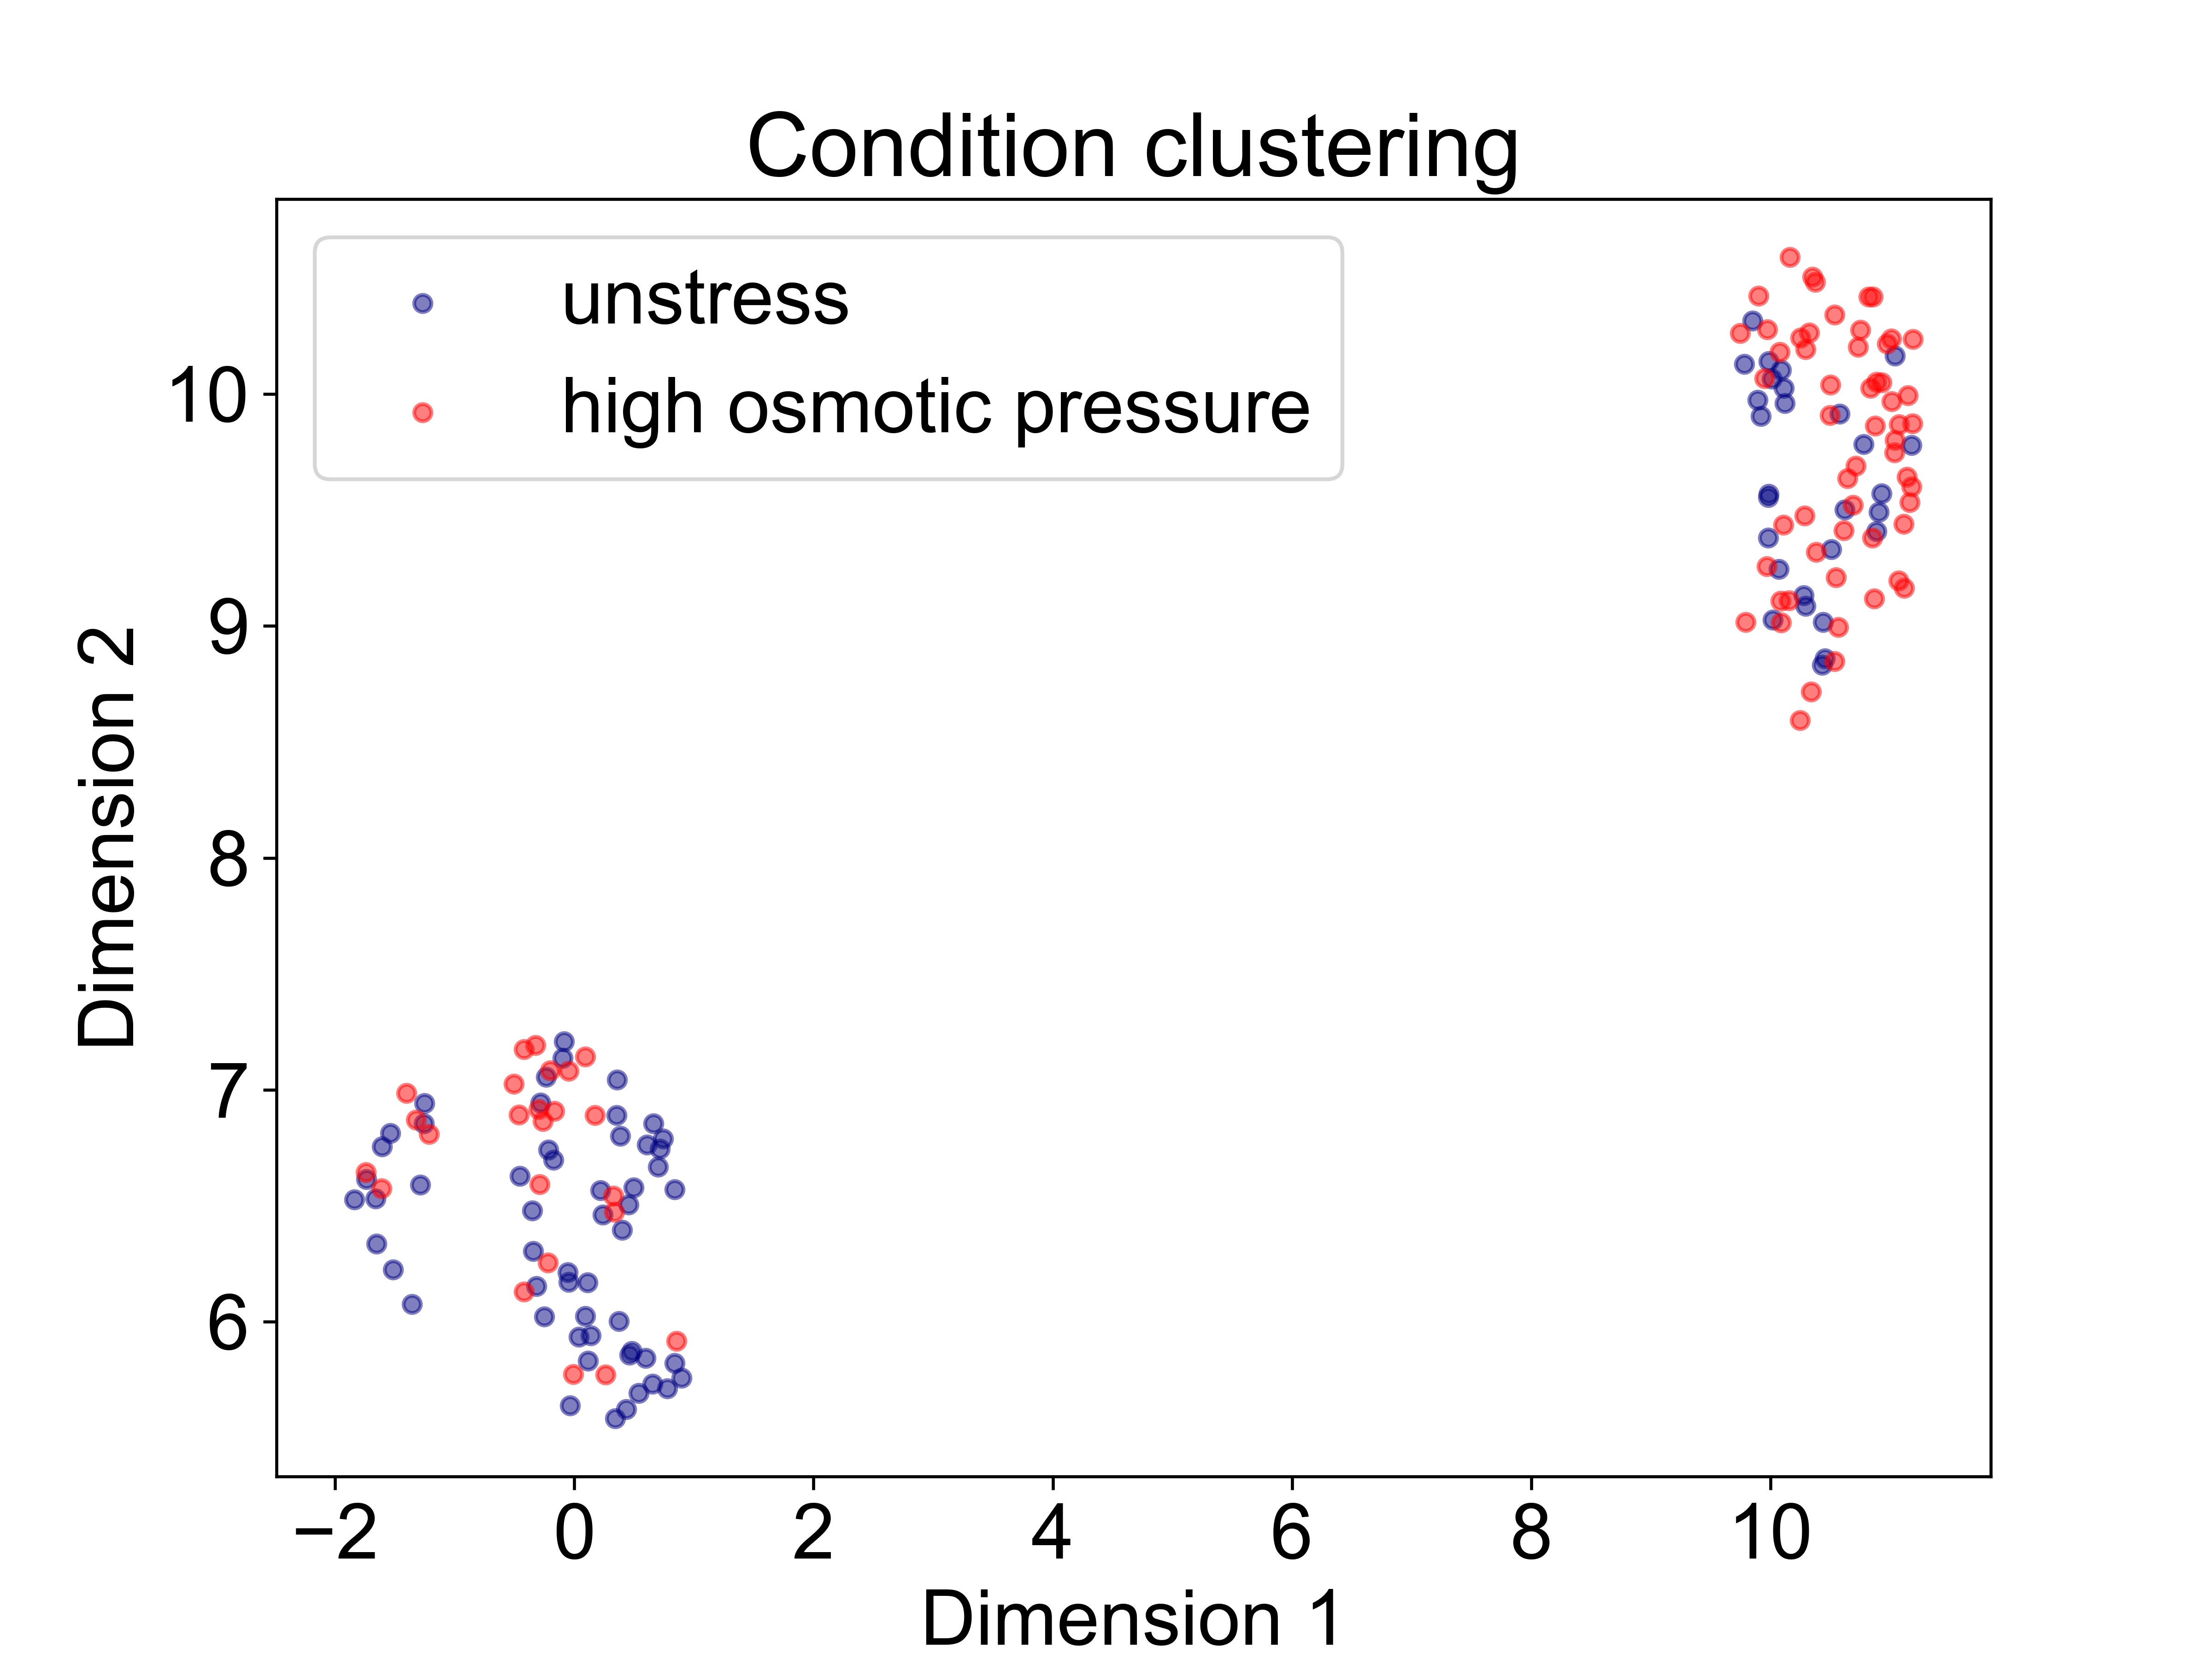 Condition clustering
unstress
high osmotic pressure
10
9
8
7
6
Dimension 2
−2 0 2 4 6 8 10
Dimension 1